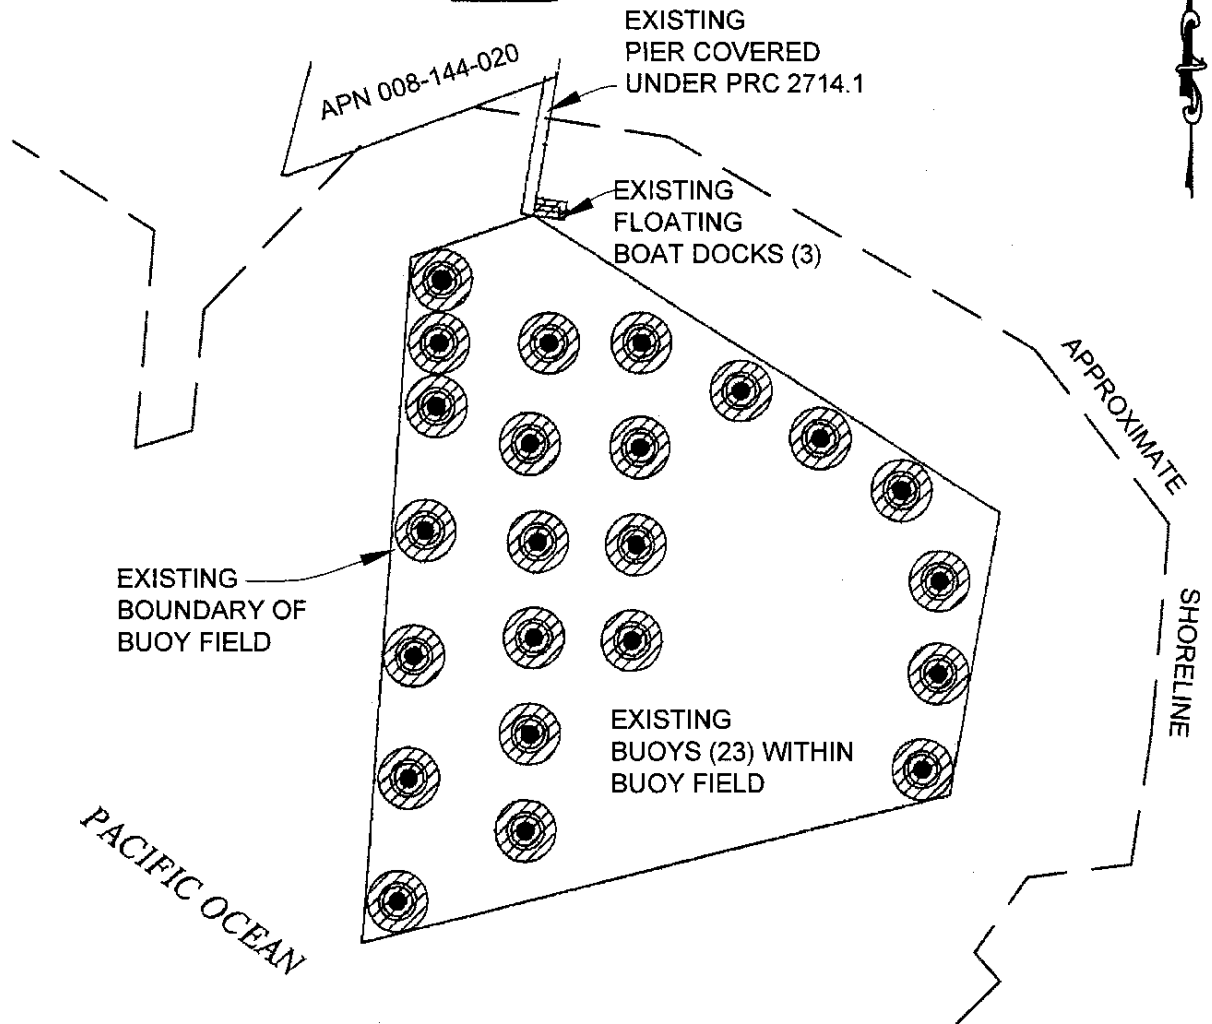 EXISTING
PIER COVERED
UNDER PRC 2714.1
APN 008-144-020
EXISTING
FLOATING
BOAT DOCKS (3)
APPROXIMATE
SHORELINE
EXISTING
BOUNDARY OF
BUOY FIELD
EXISTING
BUOYS (23) WITHIN
BUOY FIELD
PACIFIC OCEAN